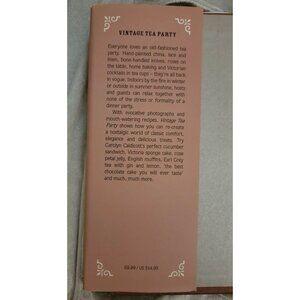 VINTAGE TEA PARTY
Everyone loves an old-fashioned tea
party. Hand-painted china, lace and
linen, bone-handled knives, roses on
the table, home baking and Victorian
cocktails in tea cups – they're all back
in vogue. Indoors by the fire in winter
or outside in summer sunshine, hosts
and guests can relax together with
none of the stress or formality of a
dinner party.
With evocative photographs and
mouth-watering recipes, Vintage Tea
Party shows how you can re-create
a nostalgic world of classic comfort,
elegance and delicious treats. Try
Carolyn Caldicott's perfect cucumber
sandwich, Victoria sponge cake, rose
petal jelly, English muffins, Earl Grey
tea with gin and lemon, 'the best
chocolate cake you will ever taste'
and much, much more.
£9.99 / US $14.95